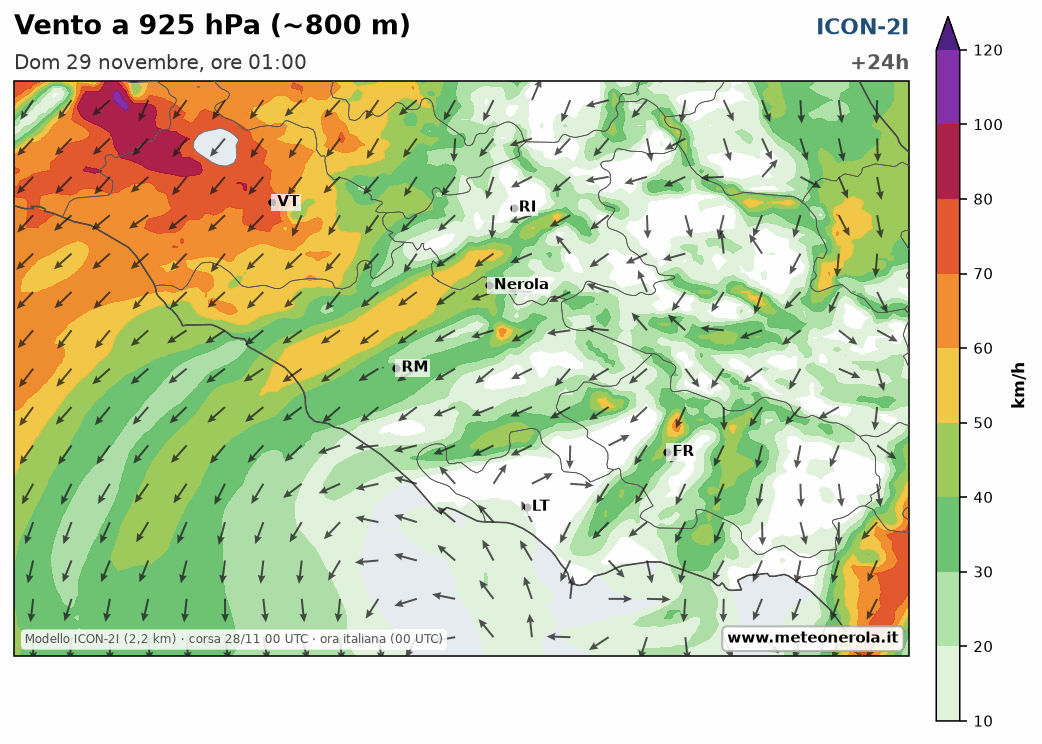 Vento a 925 hPa (~800 m)
ICON-2I
Dom 29 novembre, ore 01:00
+24h
VT
RI
Nerola
RM
FR
LT
Modello ICON-2I (2,2 km) · corsa 28/11 00 UTC · ora italiana (00 UTC)
www.meteonerola.it
120
100
80
70
60
50
40
30
20
10
km/h